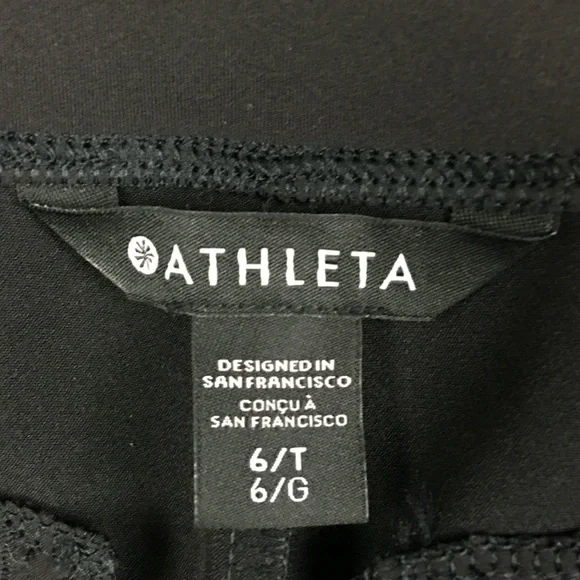 ATHLETA
DESIGNED IN
SAN FRANCISCO
CONÇU À
SAN FRANCISCO
6/T
6/G